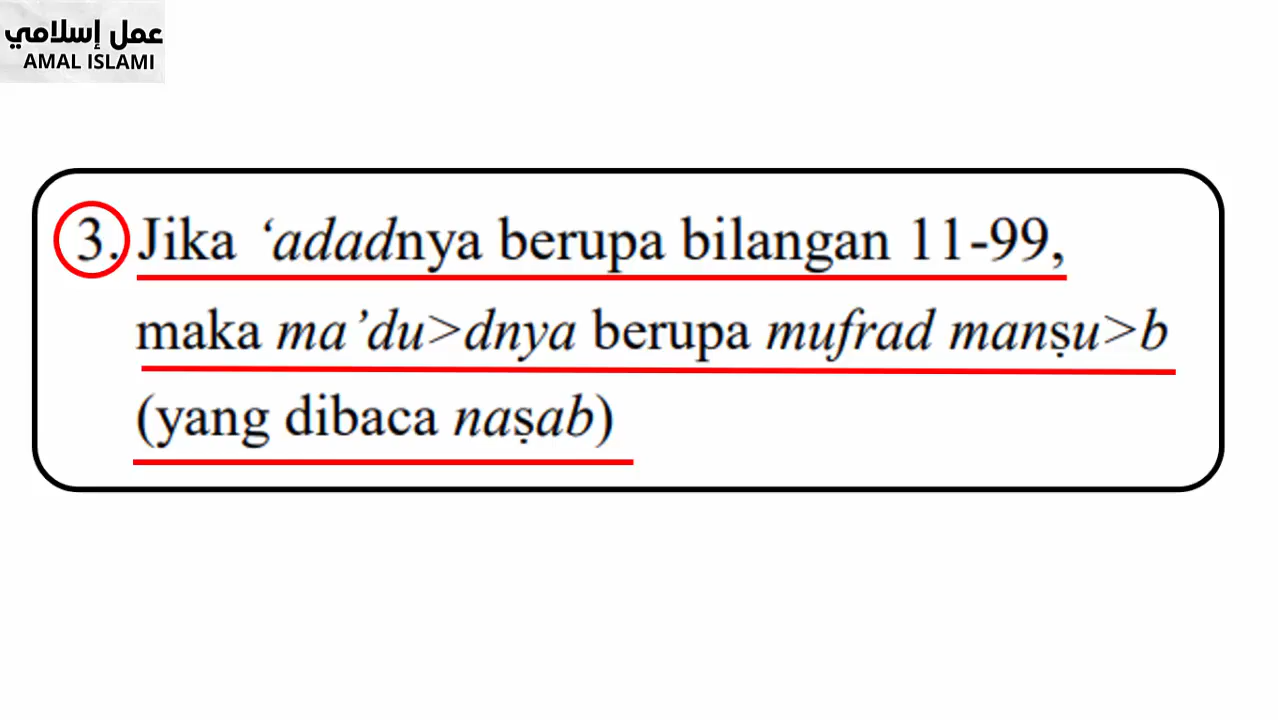 عمل إسلامي
AMAL ISLAMI
3. Jika ‘adadnya berupa bilangan 11-99,
maka ma’du>dnya berupa mufrad manṣu>b
(yang dibaca naṣab)